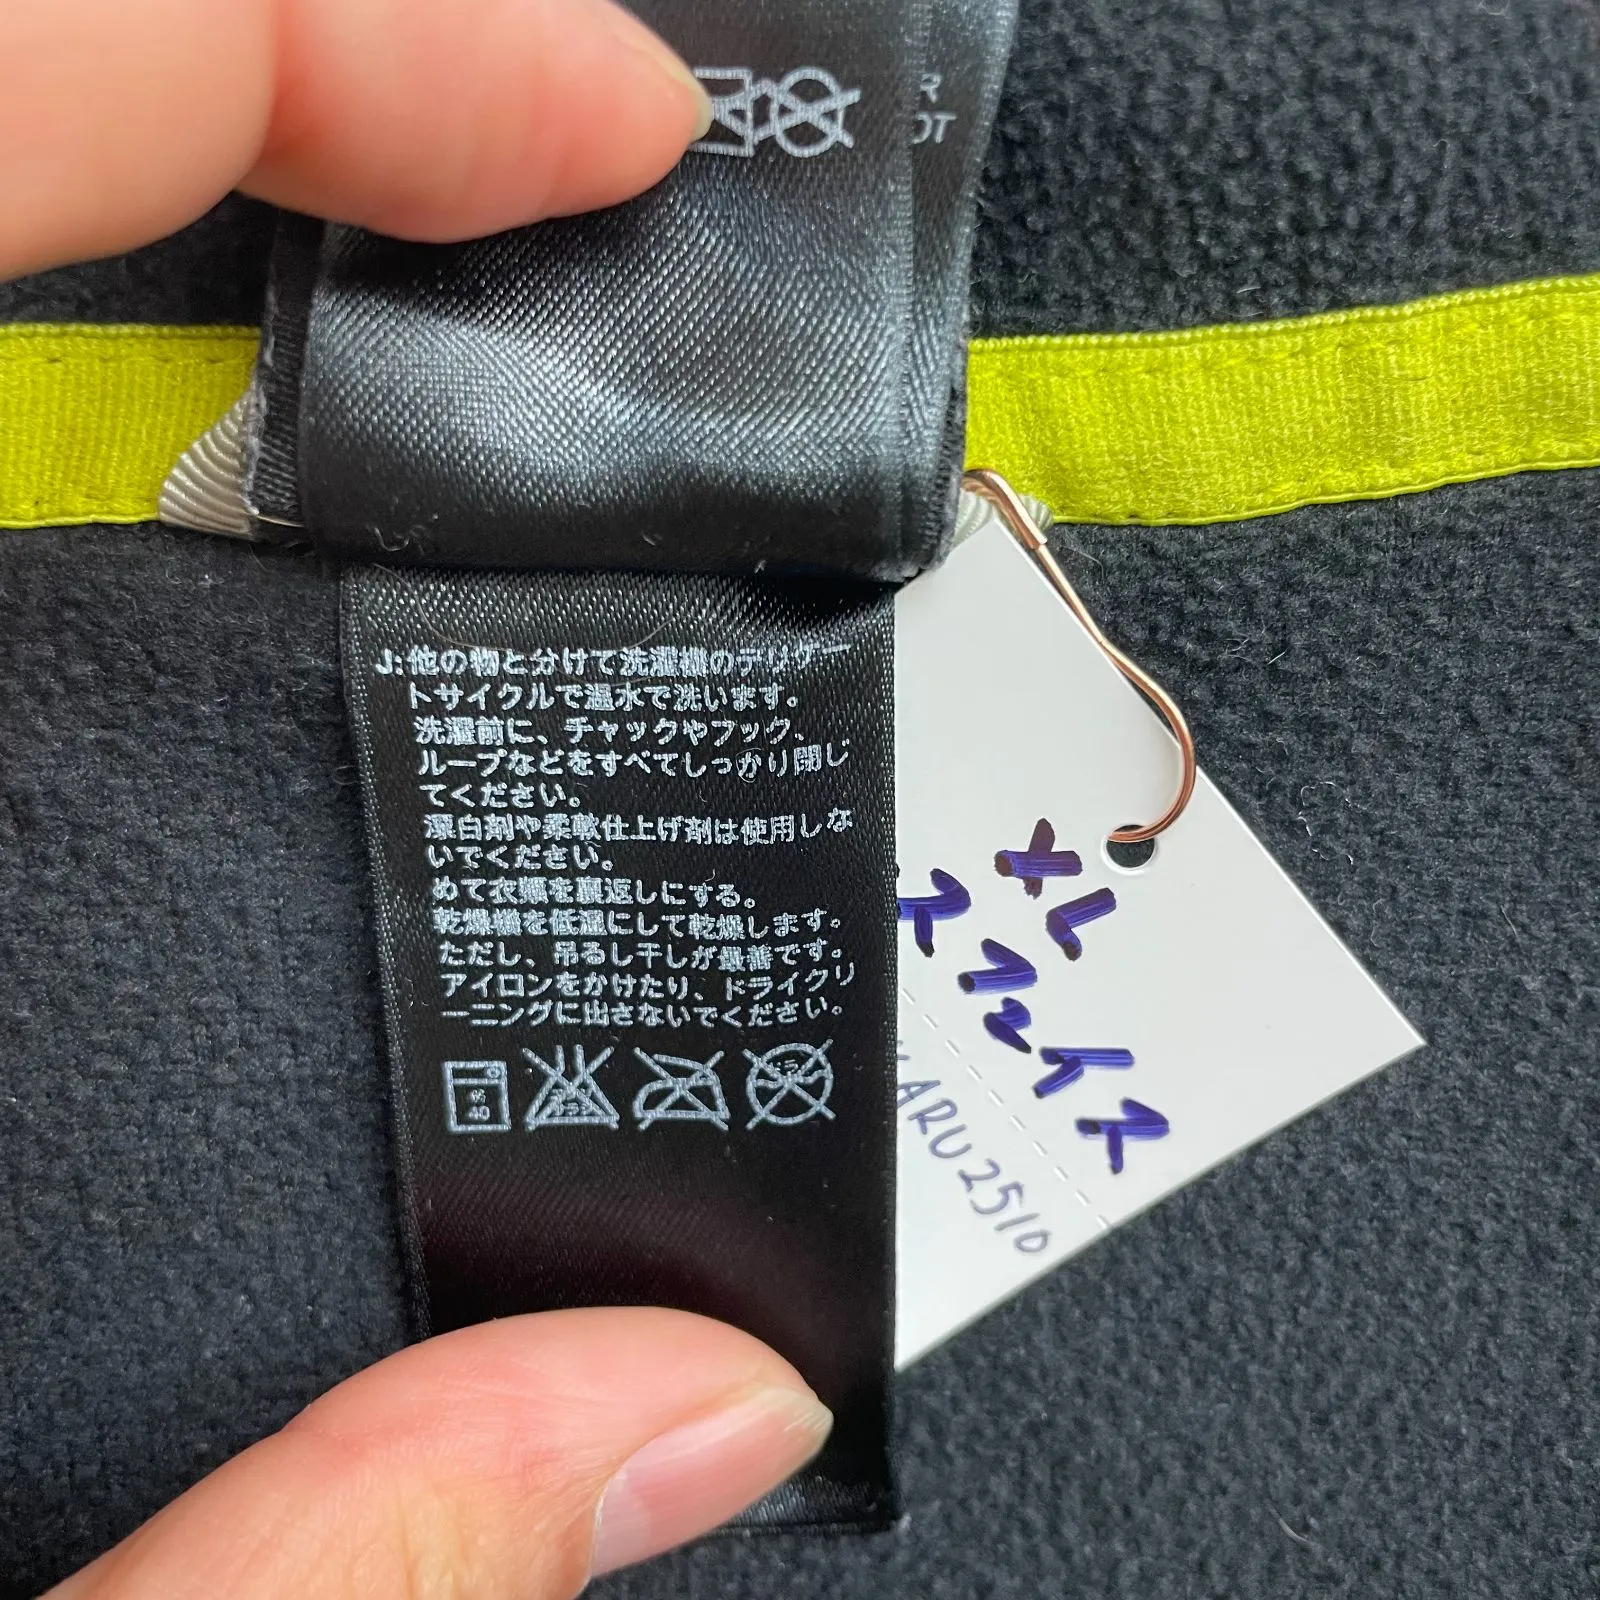 R
OT
J:他の物と分けて洗濯機のデリケー
トサイクルで温水で洗います。
洗濯前に、チャックやフック、
ループなどをすべてしっかり閉じ
てください。
漂白剤や柔軟仕上げ剤は使用しな
いでください。
めて衣類を裏返しにする。
乾燥機を低温にして乾燥します。
ただし、吊るし干しが最善です。
アイロンをかけたり、ドライクリ
ーニングに出さないでください。
40
XL
ARU2510